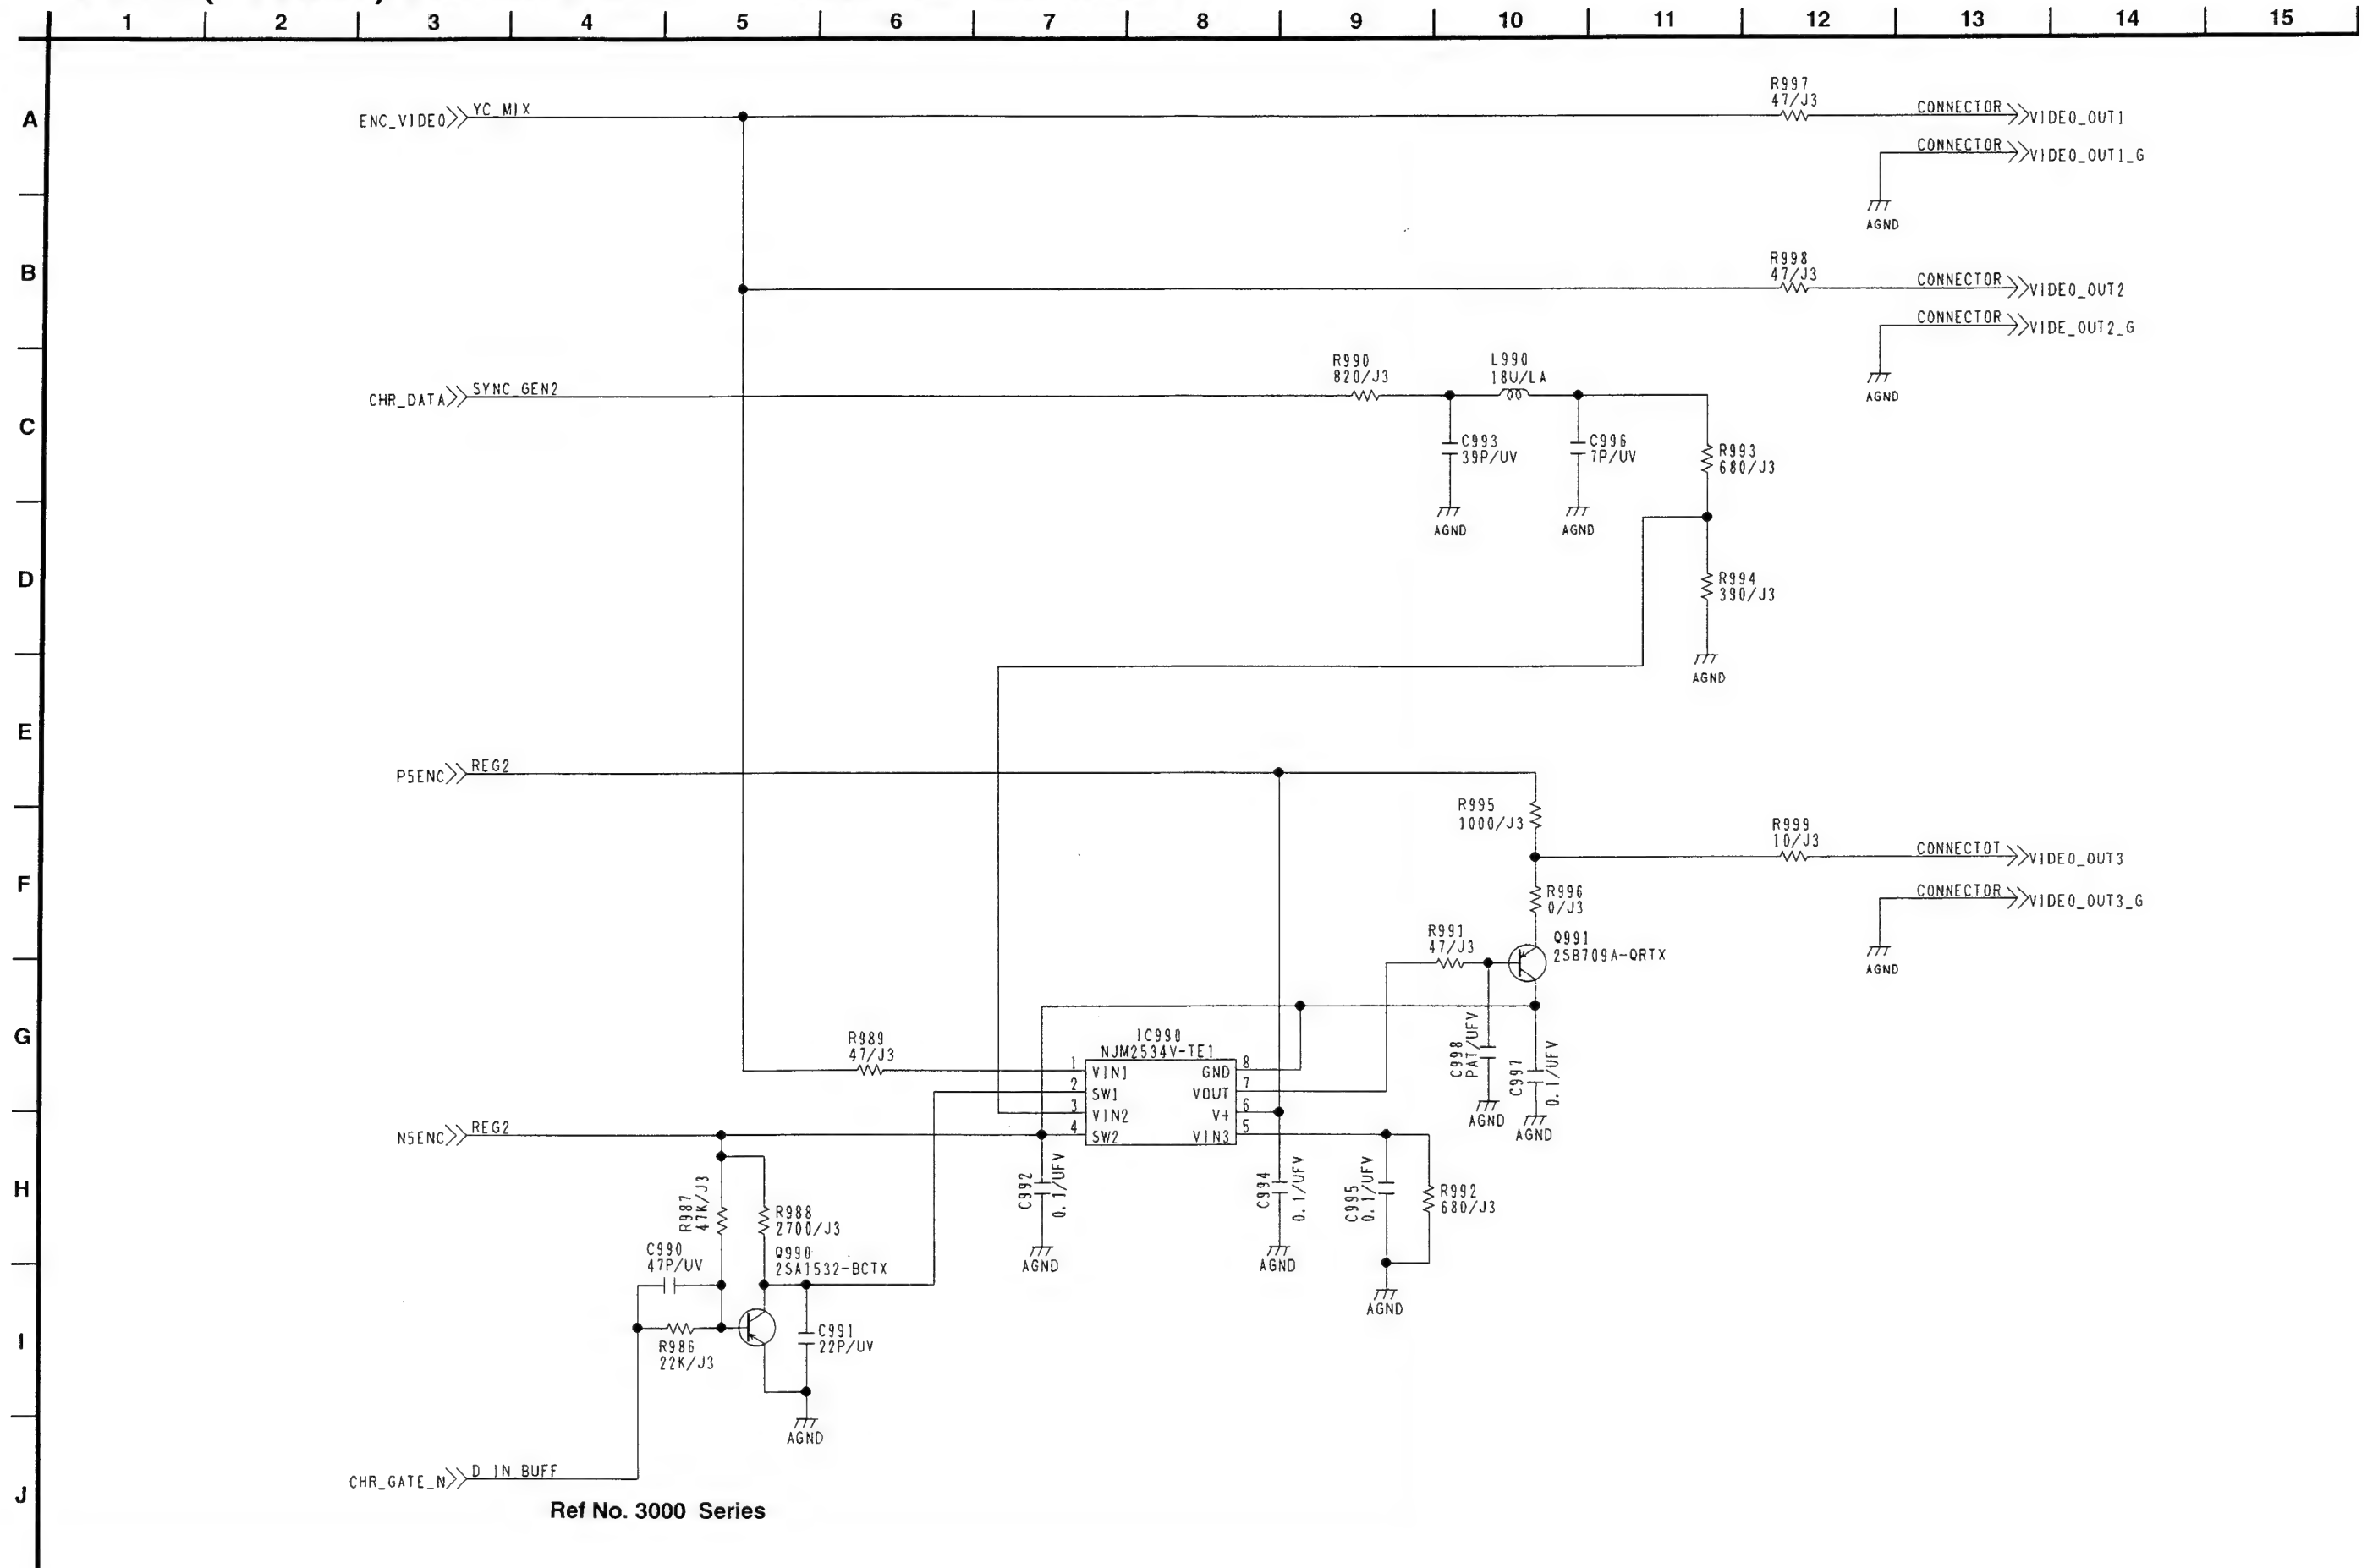 1 2 3 4 5 6 7 8 9 10 11 12 13 14 15
A
ENC_VIDEO YC_MIX
R997
47/J3
CONNECTOR VIDEO_OUT1
CONNECTOR VIDEO_OUT1_G
AGND
B
R998
47/J3
CONNECTOR VIDEO_OUT2
CONNECTOR VIDE_OUT2_G
AGND
C
CHR_DATA SYNC_GEN2
R990
820/J3
L990
18U/LA
C993
39P/UV
AGND
C996
7P/UV
AGND
R993
680/J3
D
R994
390/J3
AGND
E
P5ENC REG2
R995
1000/J3
F
R999
10/J3
CONNECTOT VIDEO_OUT3
R996
0/J3
CONNECTOR VIDEO_OUT3_G
AGND
R991
47/J3
Q991
2SB709A-QRTX
G
R989
47/J3
IC990
NJM2534V-TE1
1 VIN1 GND 8
2 SW1 VOUT 7
3 VIN2 V+ 6
4 SW2 VIN3 5
C998
PAT/UFV
AGND
C997
0.1/UFV
AGND
N5ENC REG2
H
R987
47K/J3
R988
2700/J3
C992
0.1/UFV
AGND
C994
0.1/UFV
AGND
C995
0.1/UFV
R992
680/J3
AGND
C990
47P/UV
Q990
2SA1532-BCTX
I
R986
22K/J3
C991
22P/UV
AGND
J
CHR_GATE_N D_IN_BUFF
Ref No. 3000 Series